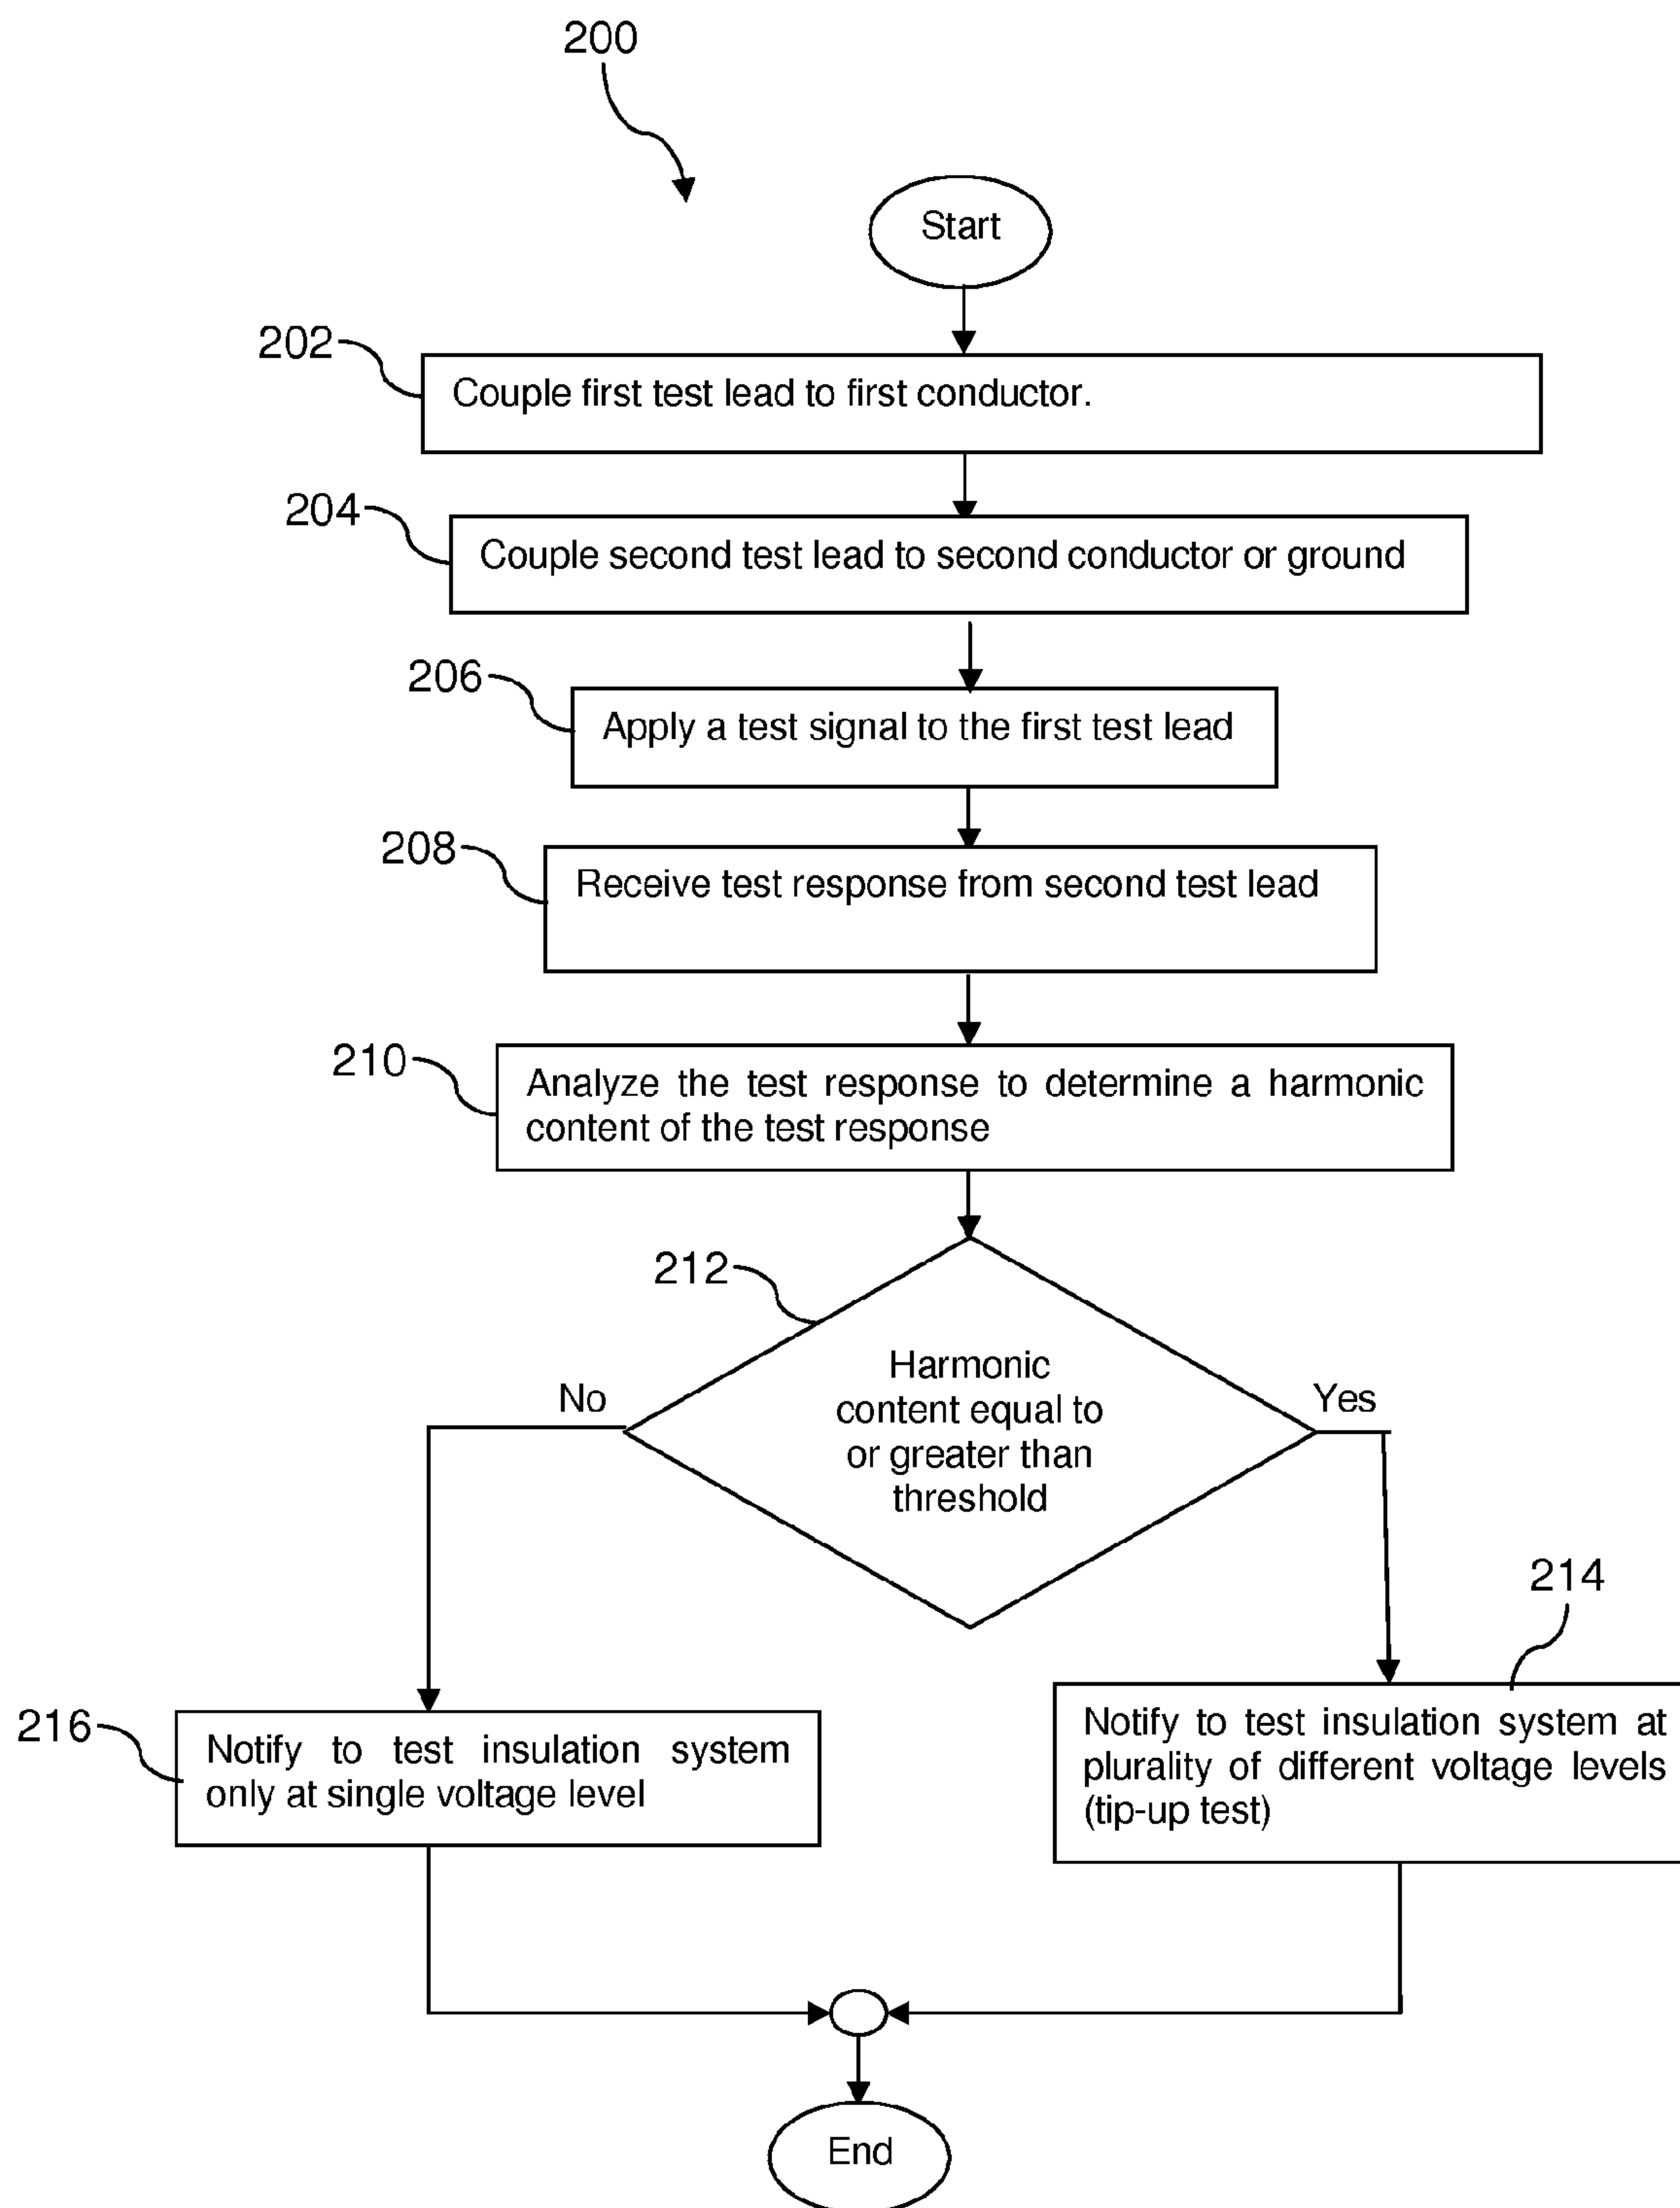 200
Start
202
Couple first test lead to first conductor.
204
Couple second test lead to second conductor or ground
206
Apply a test signal to the first test lead
208
Receive test response from second test lead
210
Analyze the test response to determine a harmonic
content of the test response
212
Harmonic
content equal to
or greater than
threshold
No
Yes
214
216
Notify to test insulation system
only at single voltage level
Notify to test insulation system at
plurality of different voltage levels
(tip-up test)
End